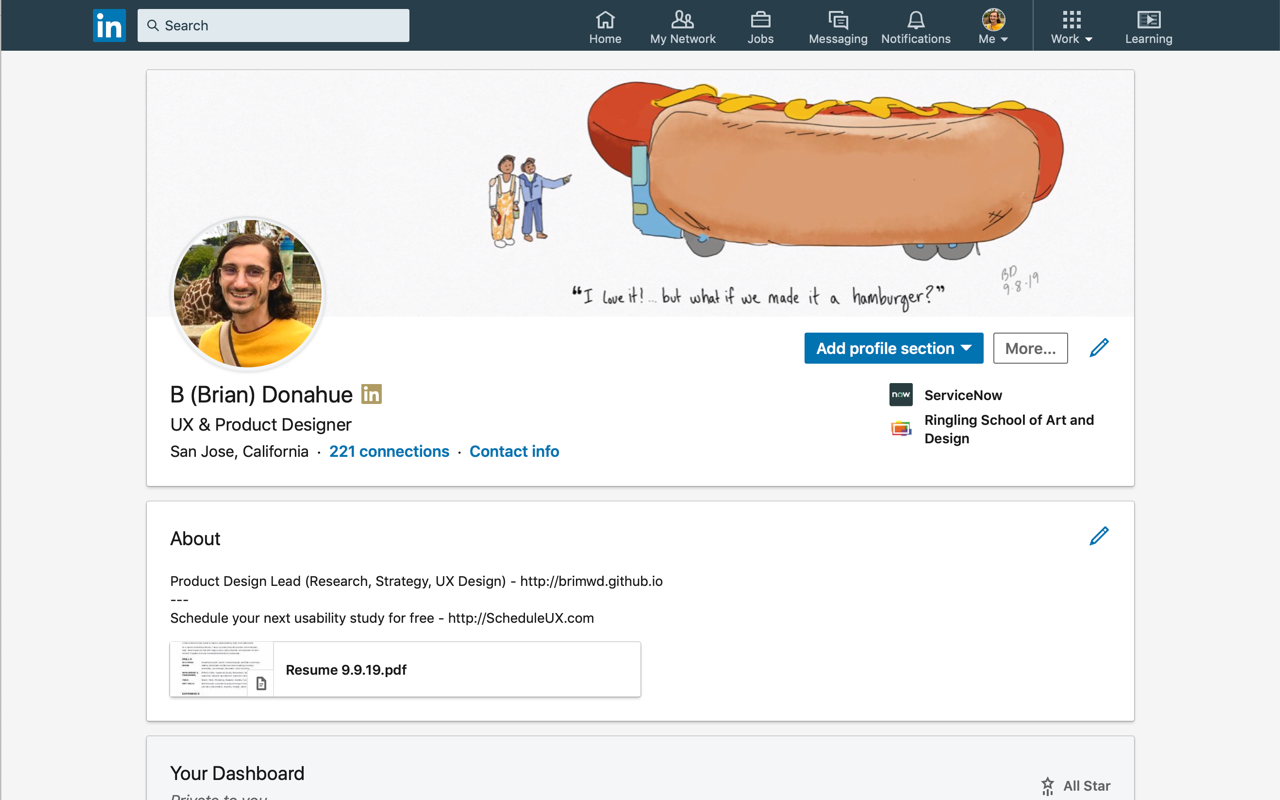 in
Search
Home
My Network
Jobs
Messaging
Notifications
Me
Work
Learning
"I love it!... but what if we made it a hamburger?"
BD
9-8-19
Add profile section
More...
B (Brian) Donahue in
UX & Product Designer
San Jose, California · 221 connections · Contact info
now
ServiceNow
Ringling School of Art and
Design
About
Product Design Lead (Research, Strategy, UX Design) - http://brimwd.github.io
---
Schedule your next usability study for free - http://ScheduleUX.com
Resume 9.9.19.pdf
Your Dashboard
Private to you
All Star